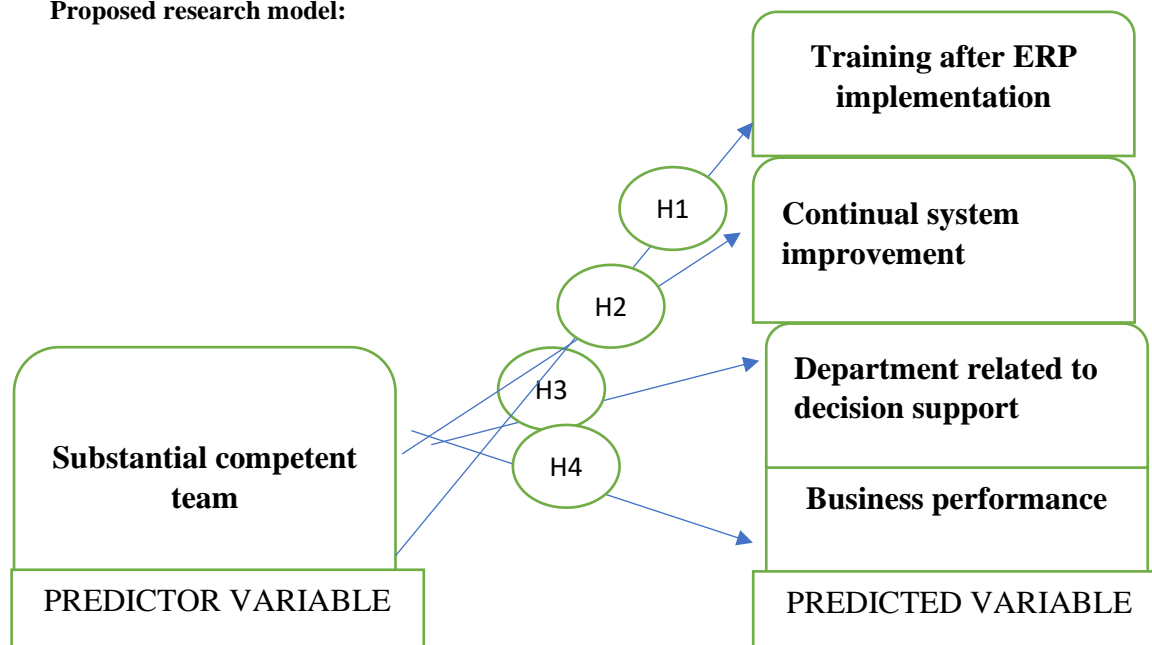 Proposed research model:
Training after ERP
implementation
H1
Continual system
improvement
H2
H3
Department related to
decision support
Substantial competent
team
H4
Business performance
PREDICTOR VARIABLE
PREDICTED VARIABLE